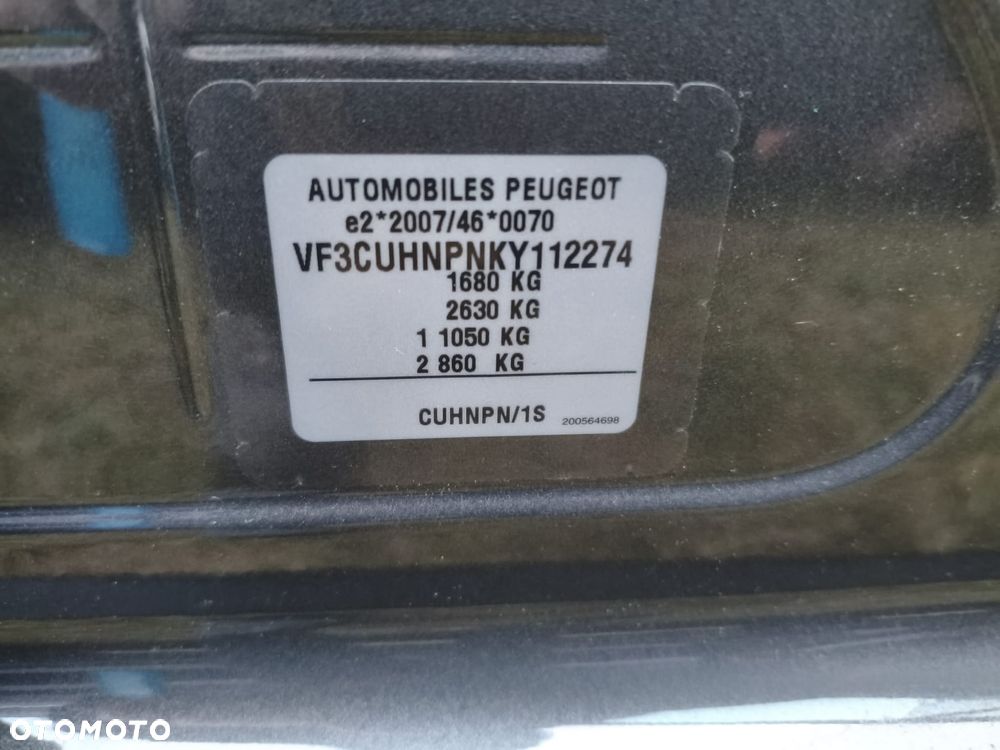 AUTOMOBILES PEUGEOT
e2*2007/46*0070
VF3CUHNPNKY112274
1680 KG
2630 KG
1 1050 KG
2 860 KG
CUHNPN/1S 200564698
OTOMOTO